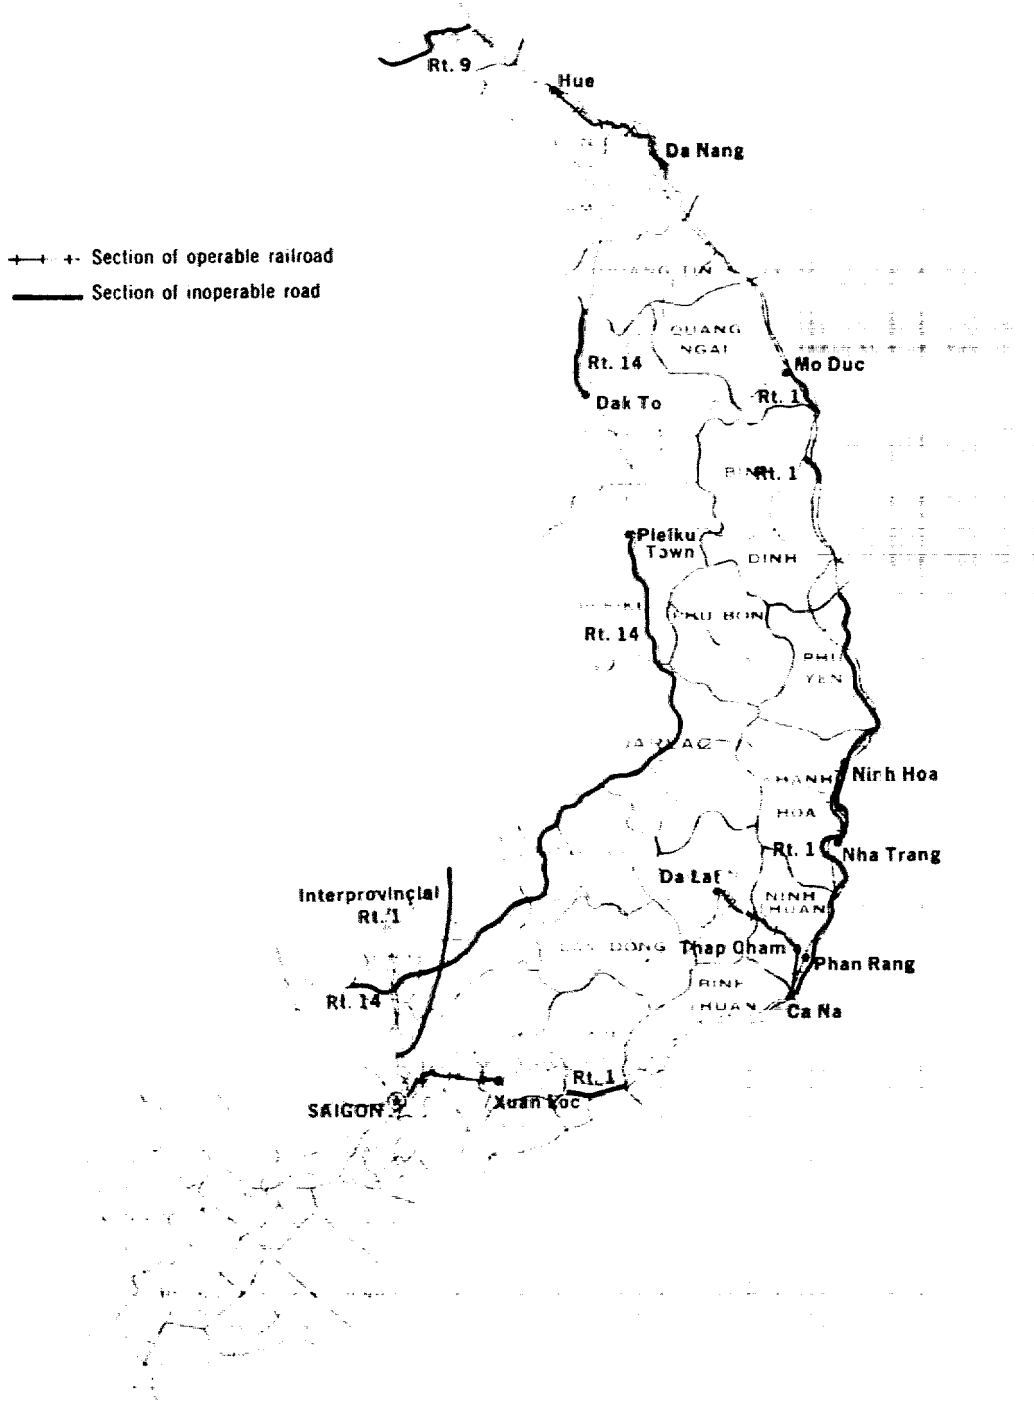 Rt. 9
Hue
Da Nang
Section of operable railroad
Section of inoperable road
QUANG
NGAI
Rt. 14
Mo Duc
Dak To
Rt. 1
Rt. 1
Pleiku
Town
DINH
PHU BON
Rt. 14
PHU
YEN
Ninh Hoa
HOA
Rt. 1
Nha Trang
Da Lat
Interprovincial
Rt. 1
NINH
Thap Cham
Phan Rang
Rt. 14
Ca Na
Rt. 1
SAIGON
Xuan Loc